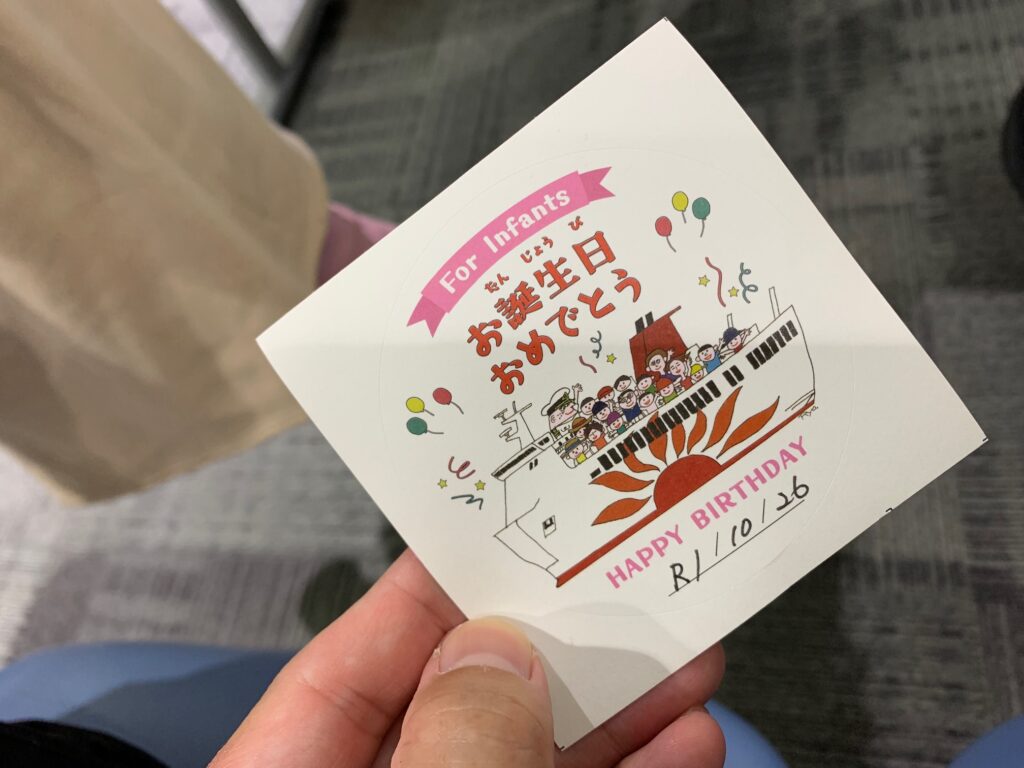 For Infants
たん じょう び
お誕生日
おめでとう
HAPPY BIRTHDAY
R1/10/26